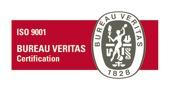 ISO 9001
BUREAU VERITAS
Certification
BUREAU VERITAS
1828